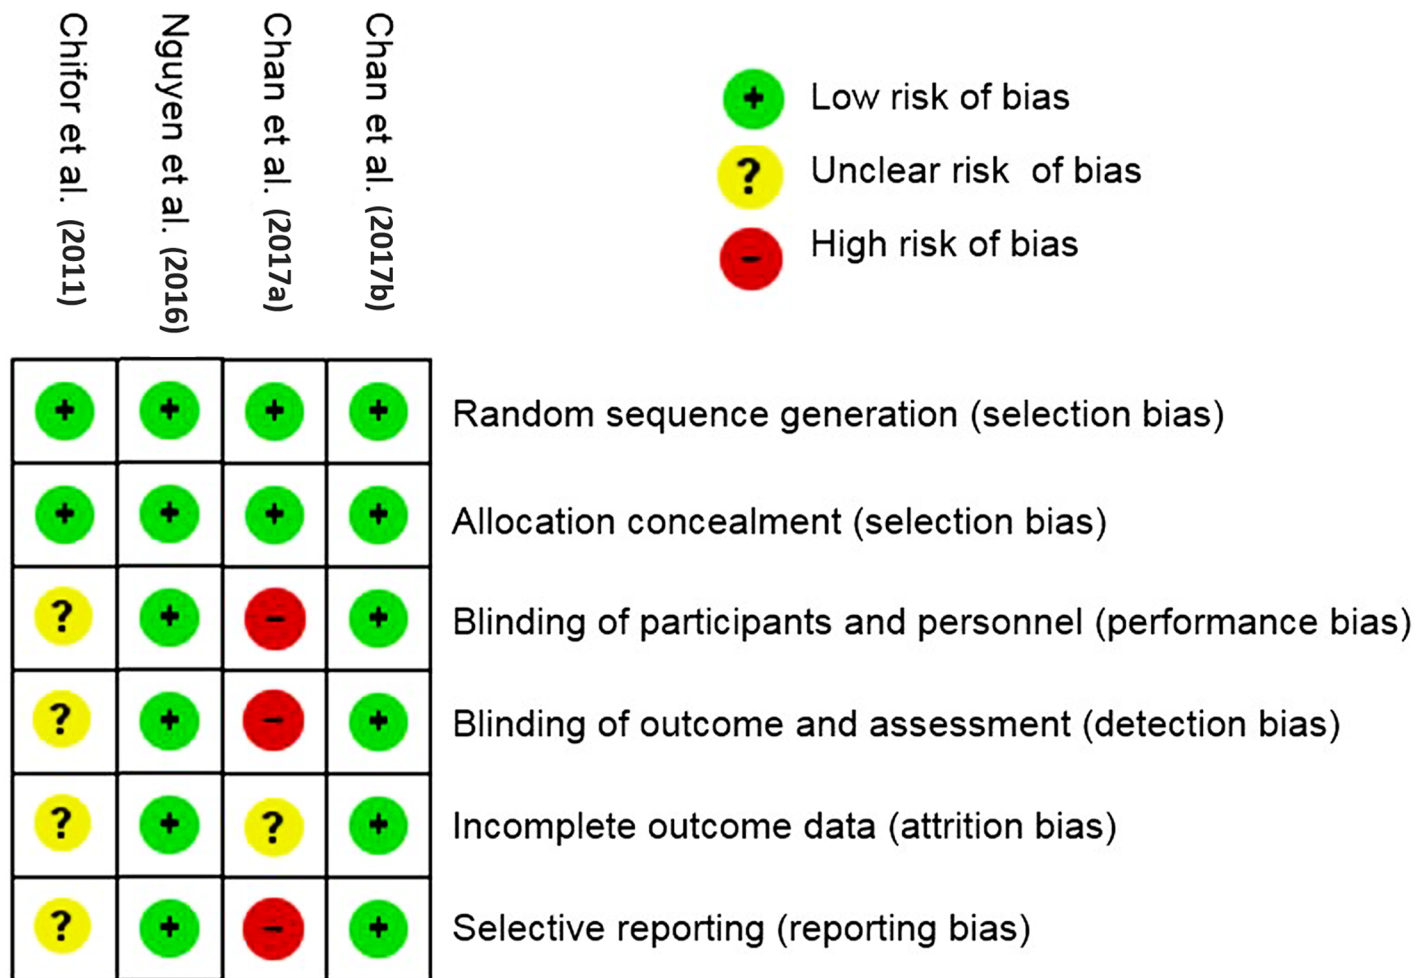 Chifor et al. (2011)
Nguyen et al. (2016)
Chan et al. (2017a)
Chan et al. (2017b)
+ Low risk of bias
? Unclear risk of bias
- High risk of bias
+ + + + Random sequence generation (selection bias)
+ + + + Allocation concealment (selection bias)
? + - + Blinding of participants and personnel (performance bias)
? + - + Blinding of outcome and assessment (detection bias)
? + ? + Incomplete outcome data (attrition bias)
? + - + Selective reporting (reporting bias)